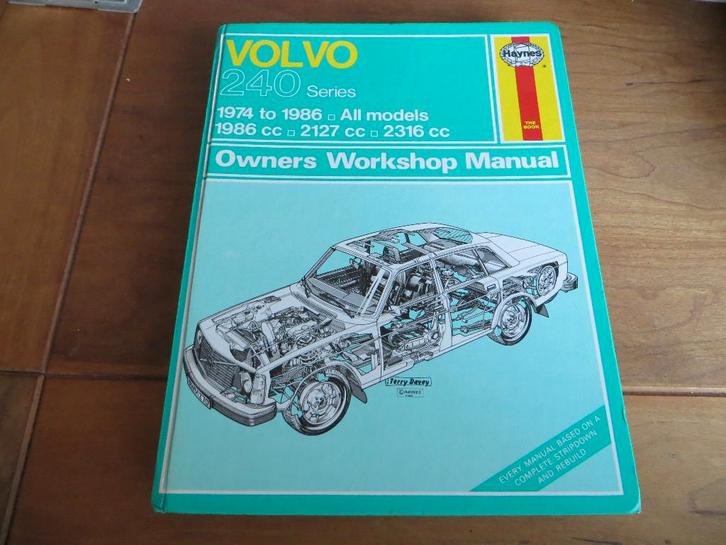 VOLVO
240 Series
1974 to 1986 □ All models
1986 cc □ 2127 cc □ 2316 cc
Haynes
THE
BOOK
Owners Workshop Manual
Terry Davey
EVERY MANUAL BASED ON A
COMPLETE STRIPDOWN
AND REBUILD